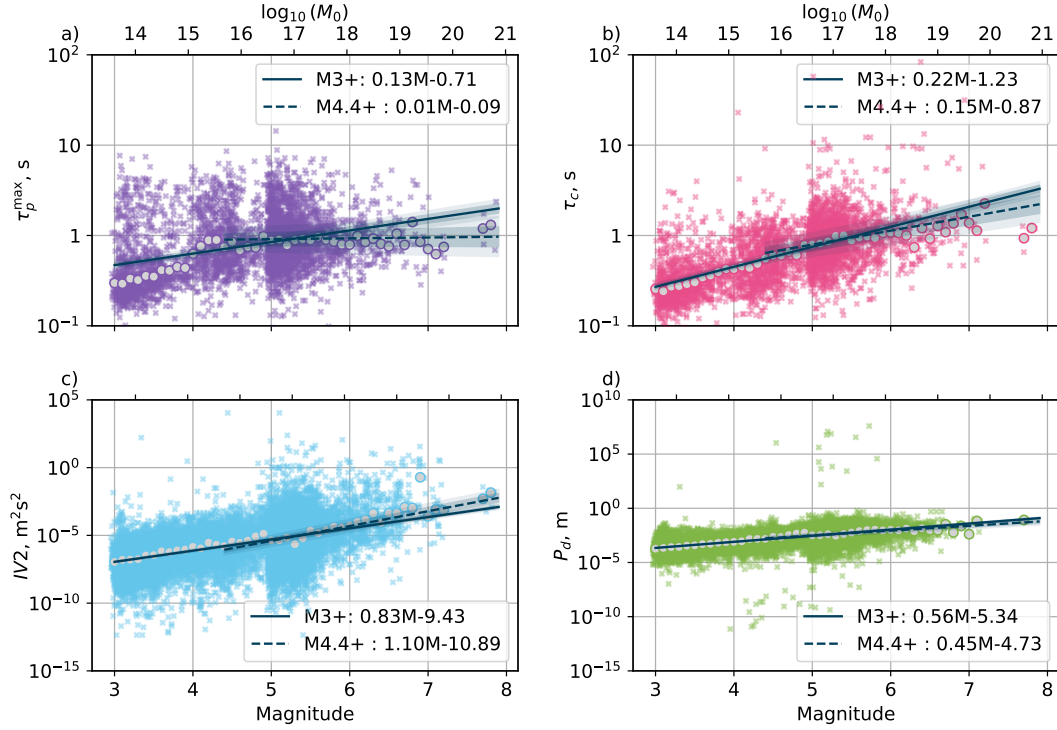 log₁₀(M₀) log₁₀(M₀)
a) 14 15 16 17 18 19 20 21 b) 14 15 16 17 18 19 20 21
10² 10²
M3+: 0.13M-0.71 M3+: 0.22M-1.23
M4.4+ : 0.01M-0.09 M4.4+ : 0.15M-0.87
10 10
τₚᵐᵃˣ, s τ_c, s
1 1
10⁻¹ 10⁻¹
c) d)
10⁵ 10¹⁰
10⁰ 10⁵
IV2, m²s² 10⁻⁵ P_d, m 10⁰
10⁻⁵
10⁻¹⁰ 10⁻¹⁰
M3+: 0.83M-9.43 M3+: 0.56M-5.34
M4.4+ : 1.10M-10.89 M4.4+ : 0.45M-4.73
10⁻¹⁵ 10⁻¹⁵
3 4 5 6 7 8 3 4 5 6 7 8
Magnitude Magnitude